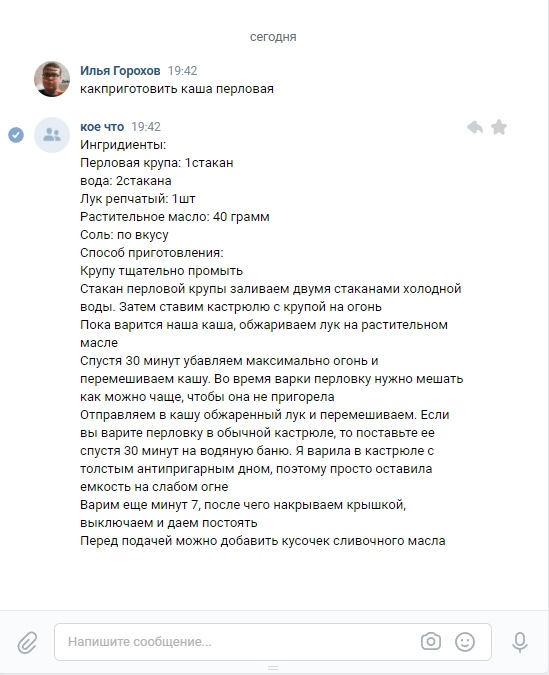 сегодня
Илья Горохов 19:42
какприготовить каша перловая
кое что 19:42
Ингридиенты:
Перловая крупа: 1стакан
вода: 2стакана
Лук репчатый: 1шт
Растительное масло: 40 грамм
Соль: по вкусу
Способ приготовления:
Крупу тщательно промыть
Стакан перловой крупы заливаем двумя стаканами холодной
воды. Затем ставим кастрюлю с крупой на огонь
Пока варится наша каша, обжариваем лук на растительном
масле
Спустя 30 минут убавляем максимально огонь и
перемешиваем кашу. Во время варки перловку нужно мешать
как можно чаще, чтобы она не пригорела
Отправляем в кашу обжаренный лук и перемешиваем. Если
вы варите перловку в обычной кастрюле, то поставьте ее
спустя 30 минут на водяную баню. Я варила в кастрюле с
толстым антипригарным дном, поэтому просто оставила
емкость на слабом огне
Варим еще минут 7, после чего накрываем крышкой,
выключаем и даем постоять
Перед подачей можно добавить кусочек сливочного масла
Напишите сообщение...